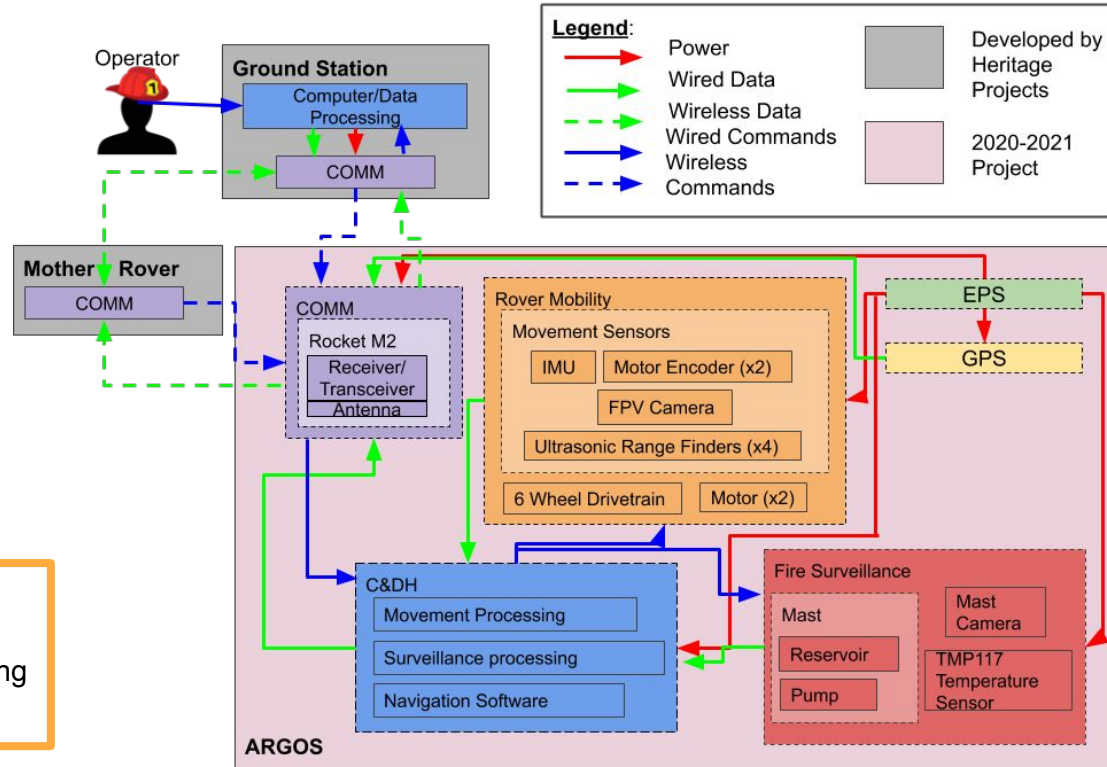 Operator
1
Ground Station
Computer/Data
Processing
COMM
Legend:
Power
Wired Data
Wireless Data
Wired Commands
Wireless
Commands
Developed by
Heritage
Projects
2020-2021
Project
Mother Rover
COMM
COMM
Rocket M2
Receiver/
Transceiver
Antenna
Rover Mobility
Movement Sensors
IMU
Motor Encoder (x2)
FPV Camera
Ultrasonic Range Finders (x4)
6 Wheel Drivetrain
Motor (x2)
EPS
GPS
C&DH
Movement Processing
Surveillance processing
Navigation Software
Fire Surveillance
Mast
Reservoir
Pump
Mast
Camera
TMP117
Temperature
Sensor
ng
ARGOS